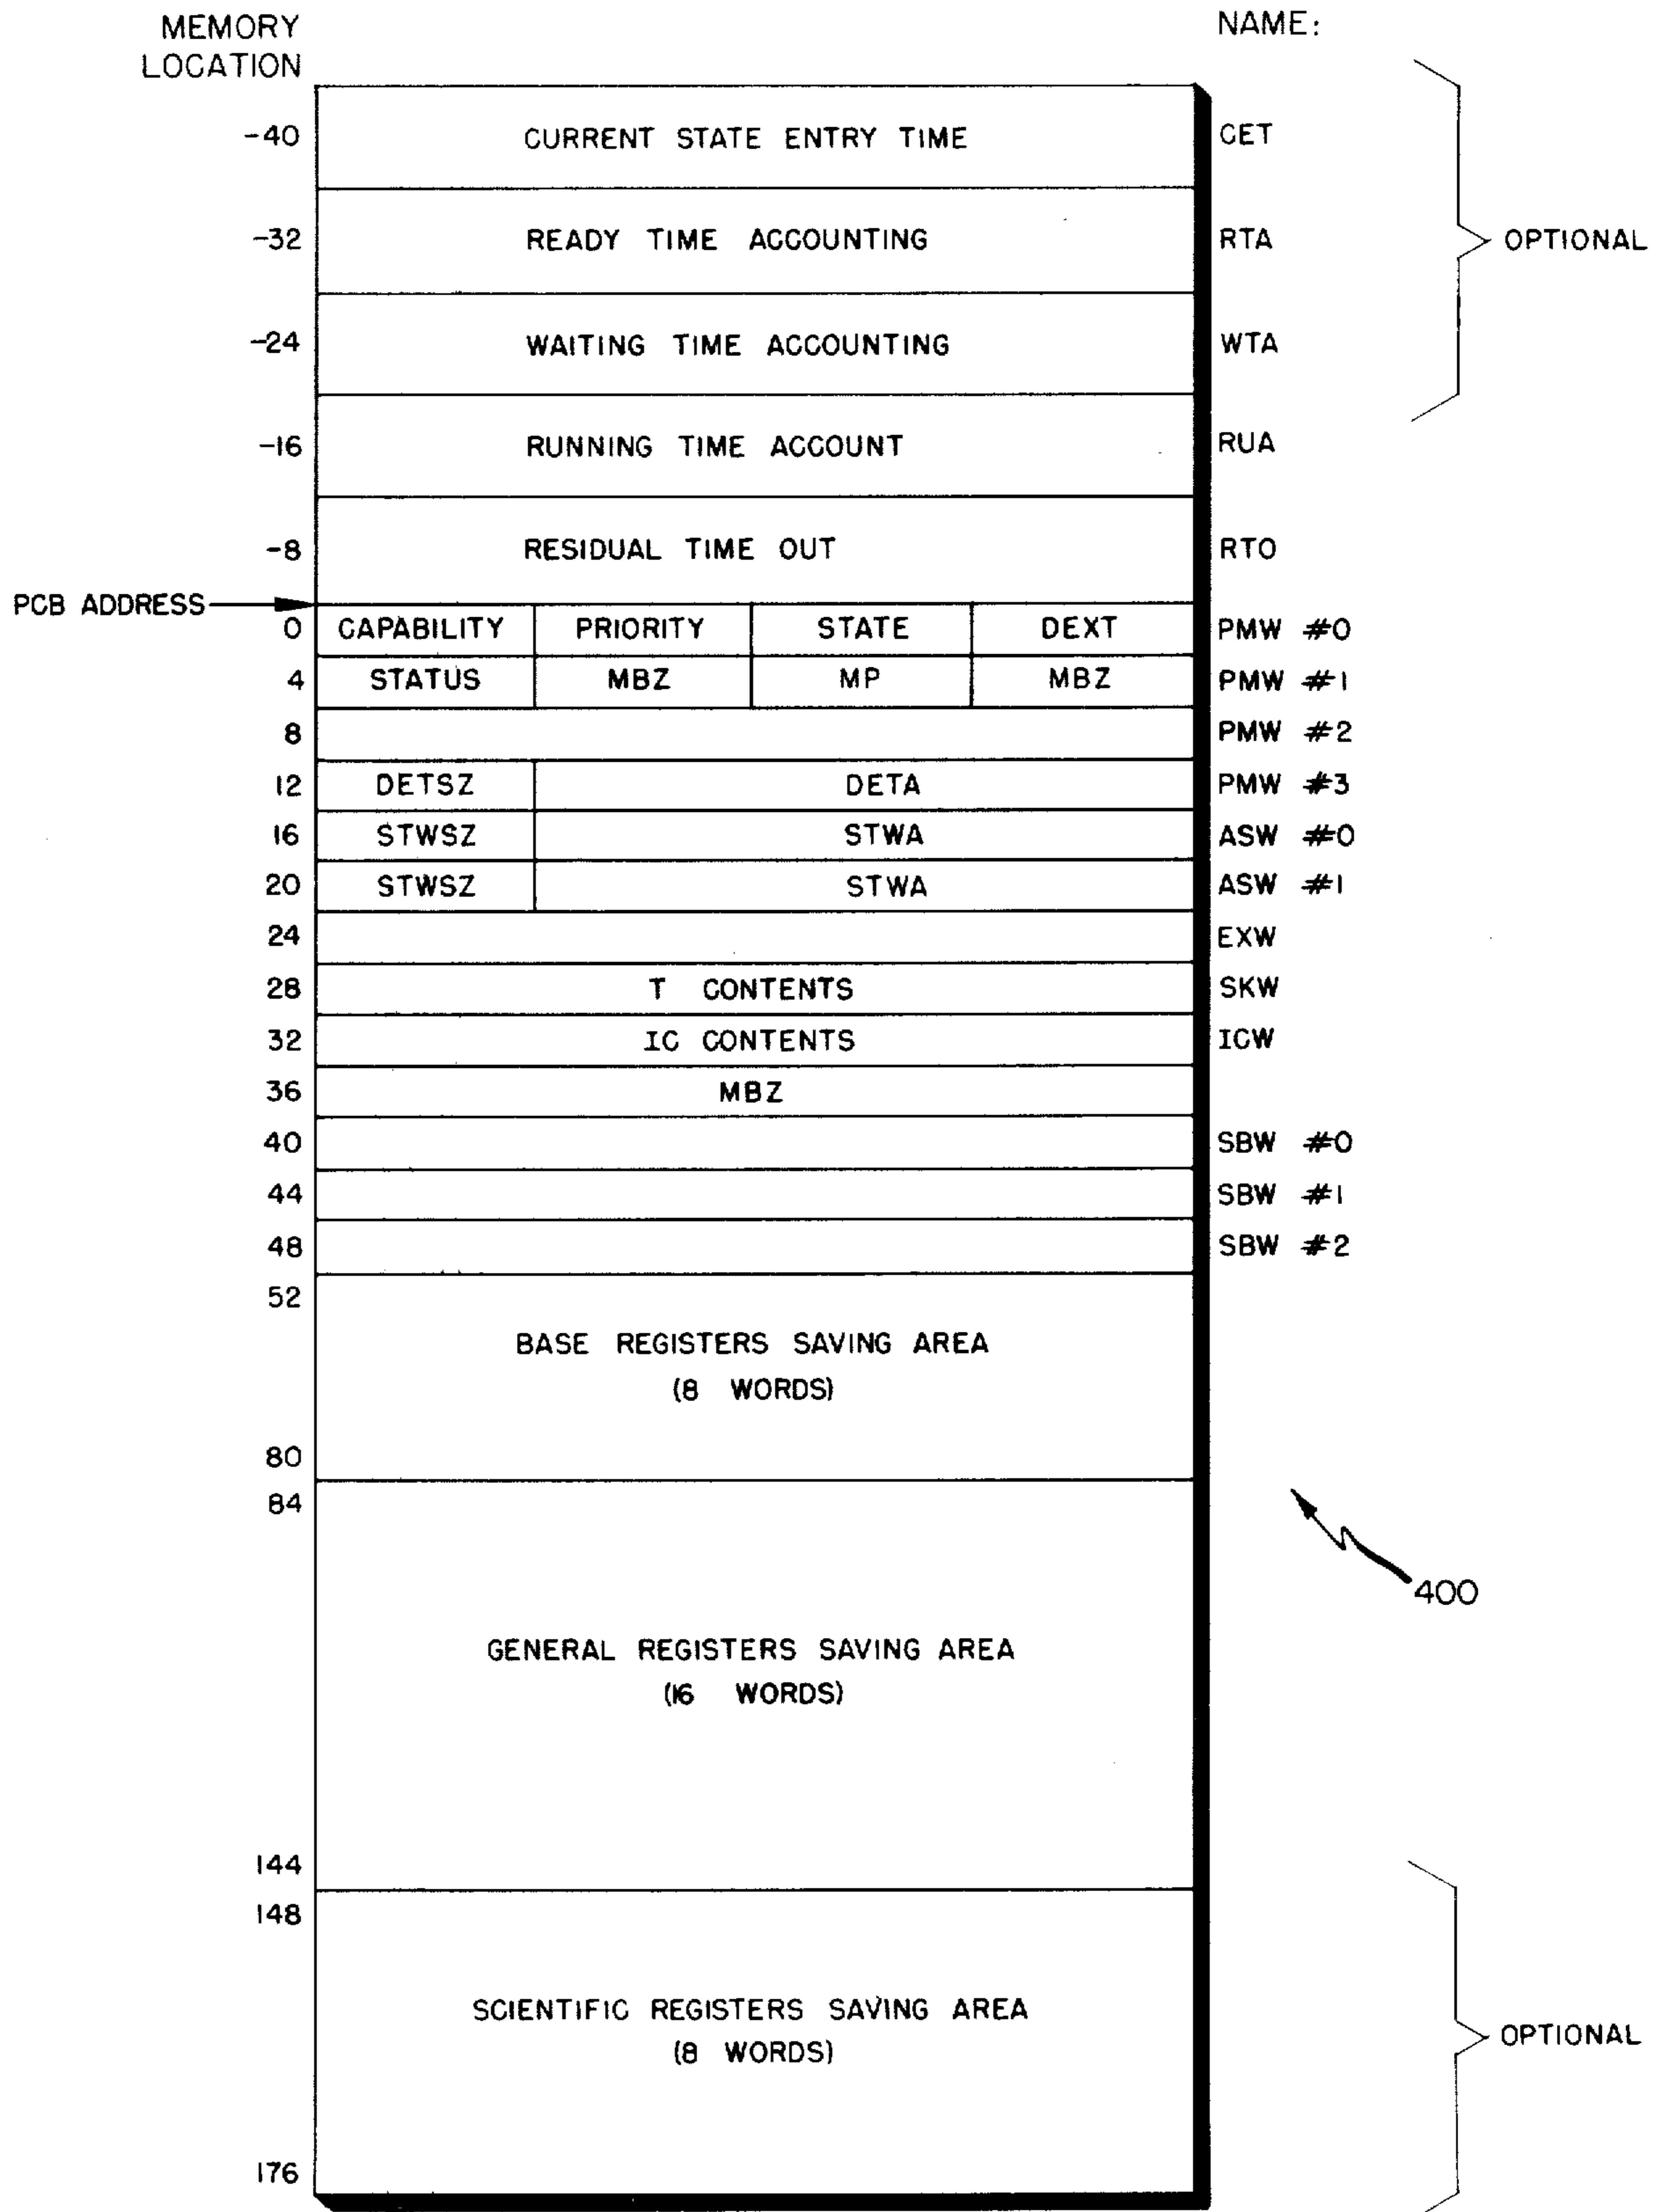 MEMORY LOCATION
NAME:
-40 CURRENT STATE ENTRY TIME CET
-32 READY TIME ACCOUNTING RTA
OPTIONAL
-24 WAITING TIME ACCOUNTING WTA
-16 RUNNING TIME ACCOUNT RUA
-8 RESIDUAL TIME OUT RTO
PCB ADDRESS
0 CAPABILITY PRIORITY STATE DEXT PMW #0
4 STATUS MBZ MP MBZ PMW #1
8 PMW #2
12 DETSZ DETA PMW #3
16 STWSZ STWA ASW #0
20 STWSZ STWA ASW #1
24 EXW
28 T CONTENTS SKW
32 IC CONTENTS ICW
36 MBZ
40 SBW #0
44 SBW #1
48 SBW #2
52
BASE REGISTERS SAVING AREA
(8 WORDS)
80
84
400
GENERAL REGISTERS SAVING AREA
(16 WORDS)
144
148
SCIENTIFIC REGISTERS SAVING AREA
(8 WORDS)
OPTIONAL
176